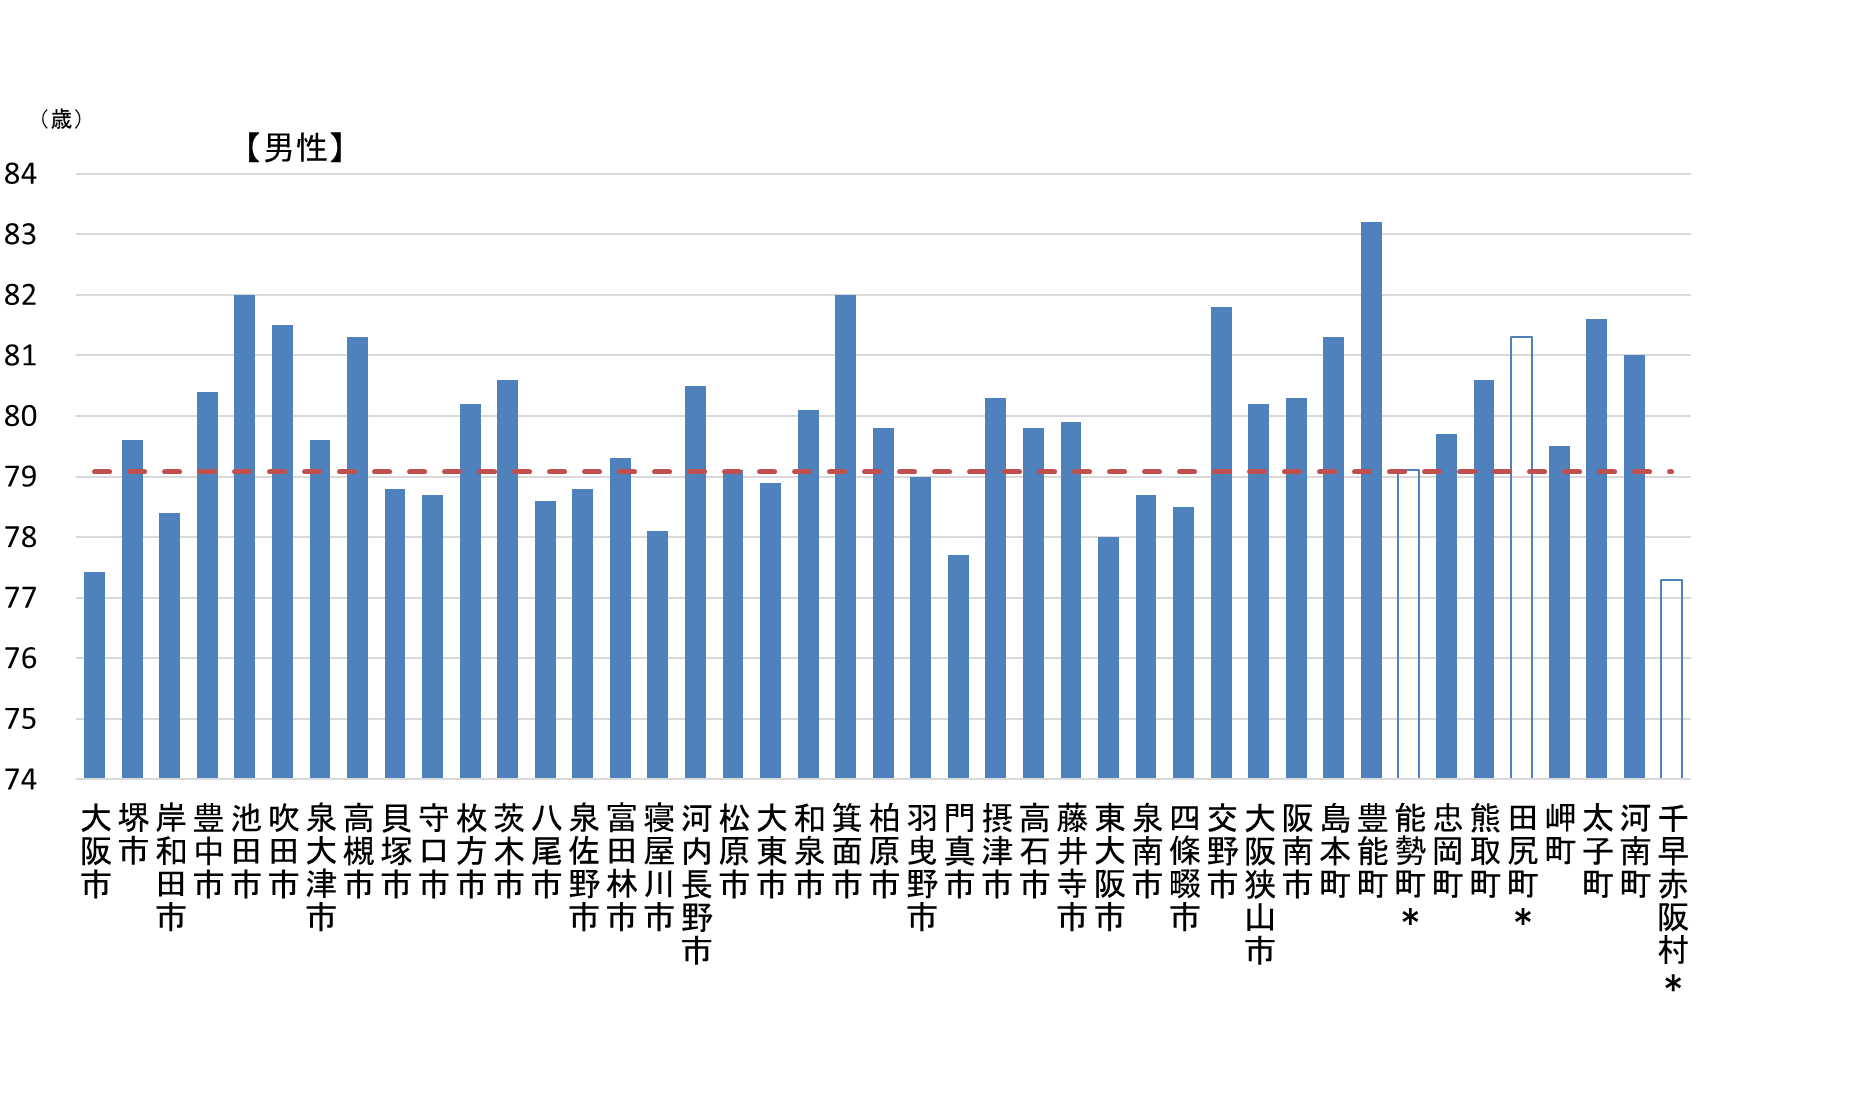 （歳）
【男性】
84
83
82
81
80
79
78
77
76
75
74
大阪市
堺市
岸和田市
豊中市
池田市
吹田市
泉大津市
高槻市
貝塚市
守口市
枚方市
茨木市
八尾市
泉佐野市
富田林市
寝屋川市
河内長野市
松原市
大東市
和泉市
箕面市
柏原市
羽曳野市
門真市
摂津市
高石市
藤井寺市
東大阪市
泉南市
四條畷市
交野市
大阪狭山市
阪南市
島本町
豊能町
能勢町*
忠岡町
熊取町
田尻町*
岬町
太子町
河南町
千早赤阪村*